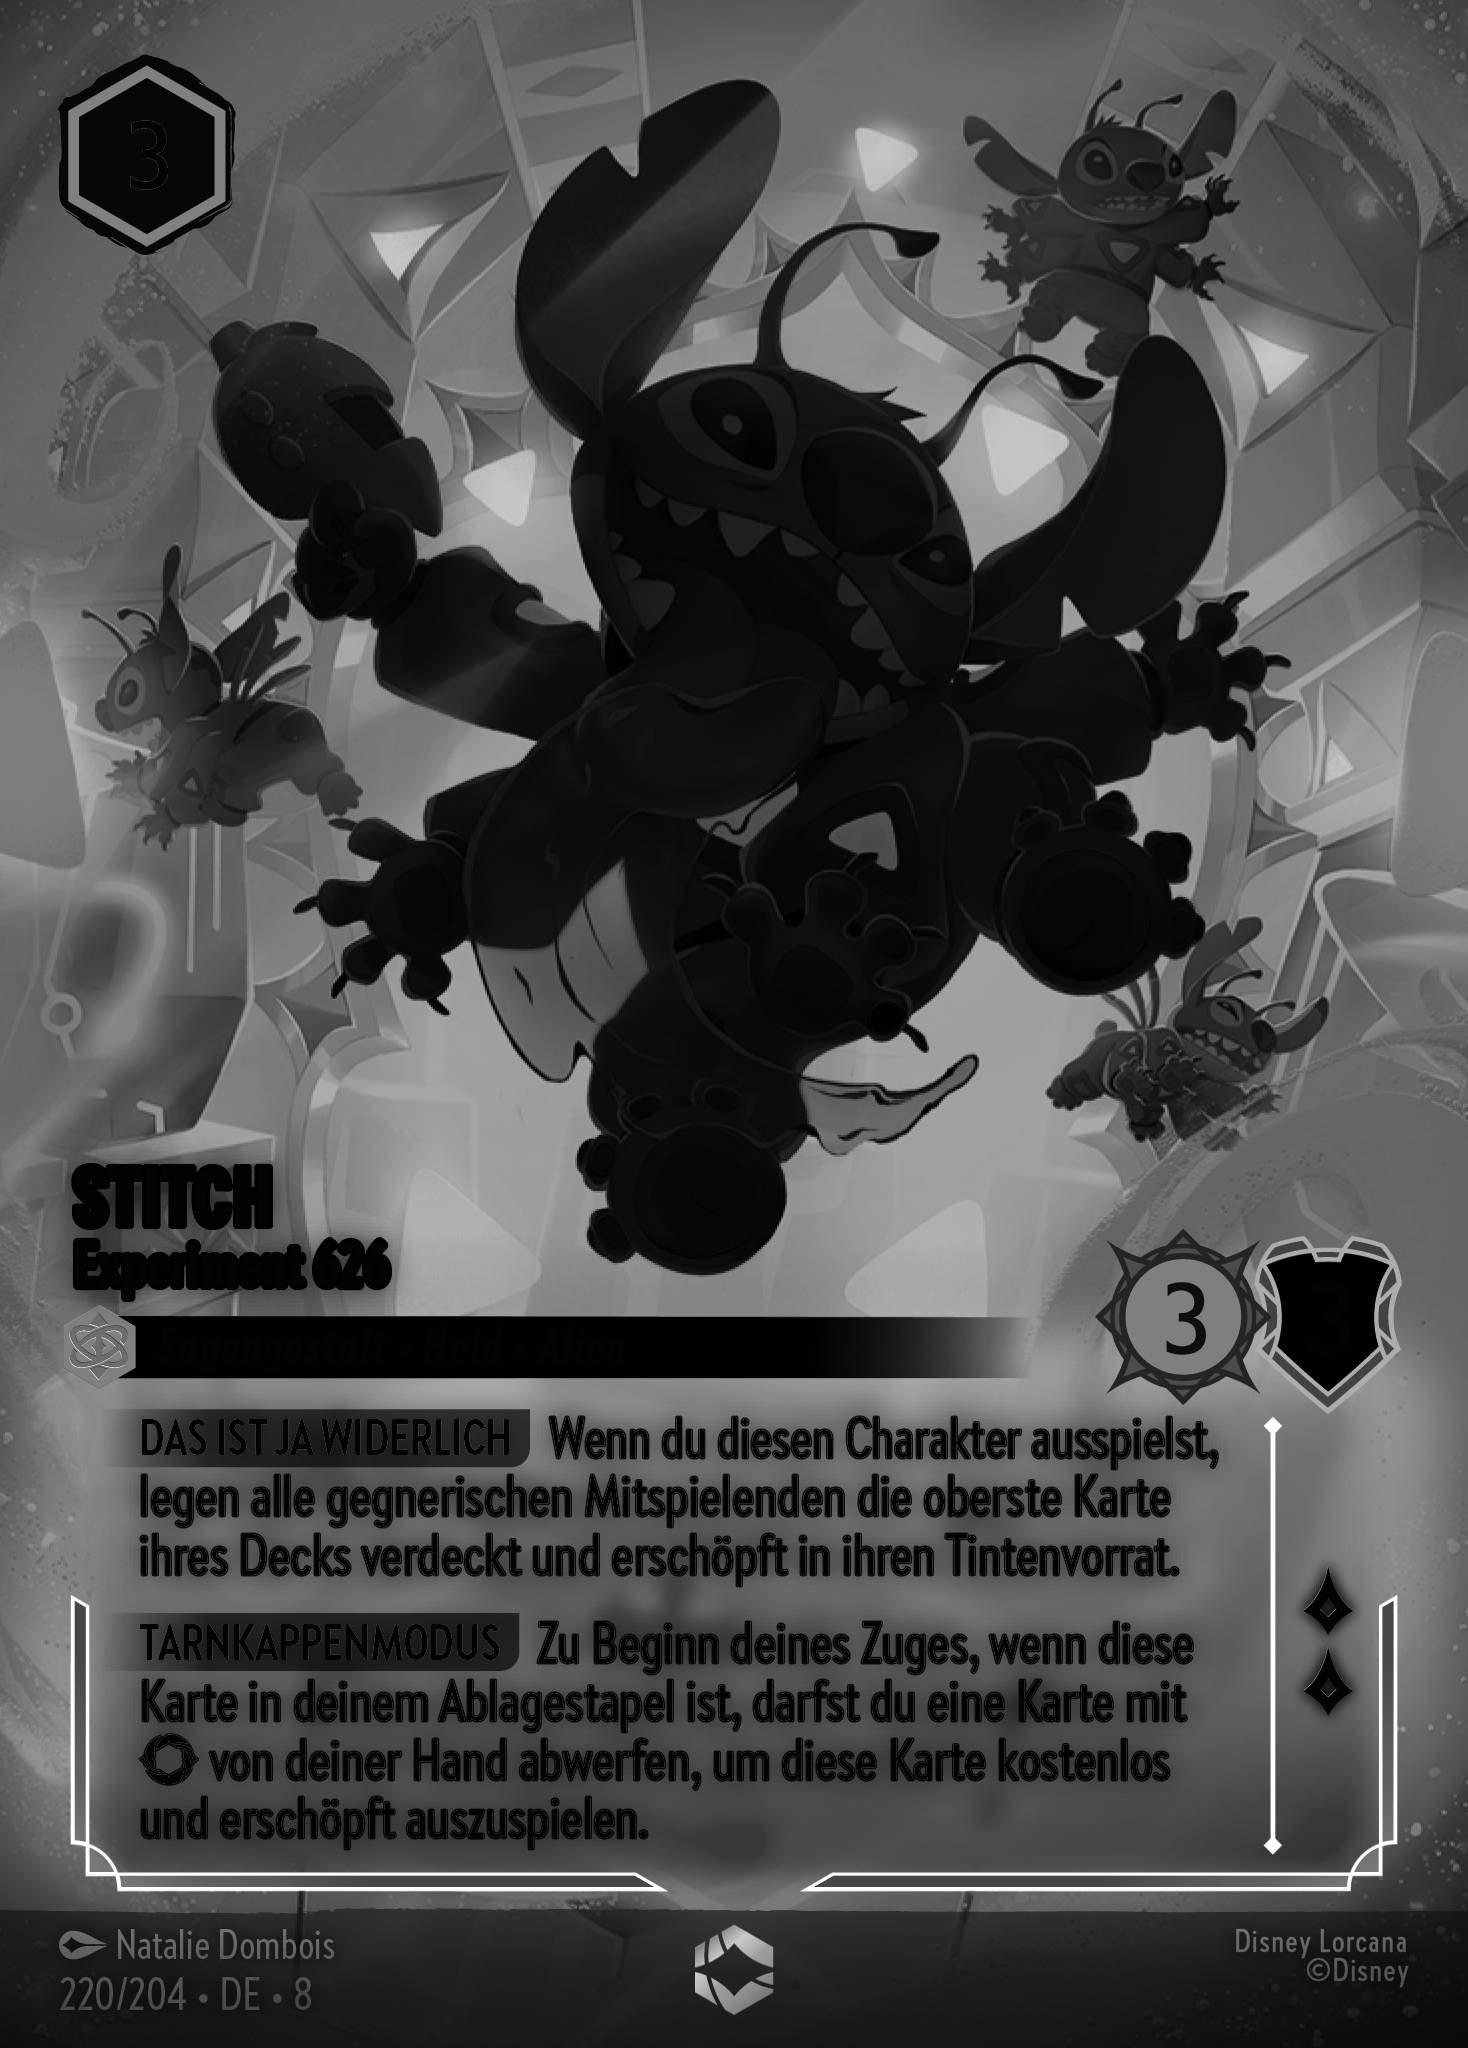 3
STITCH
Experiment 626
3
3
DAS IST JA WIDERLICH Wenn du diesen Charakter ausspielst,
legen alle gegnerischen Mitspielenden die oberste Karte
ihres Decks verdeckt und erschöpft in ihren Tintenvorrat.
TARNKAPPENMODUS Zu Beginn deines Zuges, wenn diese
Karte in deinem Ablagestapel ist, darfst du eine Karte mit
von deiner Hand abwerfen, um diese Karte kostenlos
und erschöpft auszuspielen.
Natalie Dombois
Disney Lorcana
220/204 • DE • 8
©Disney